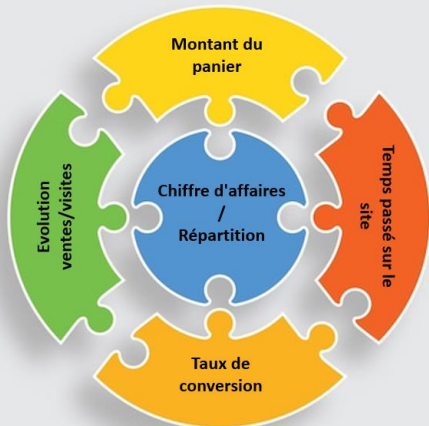 Montant du
panier
Evolution
ventes/visites
Chiffre d'affaires
/
Répartition
Temps passé sur le
site
Taux de
conversion